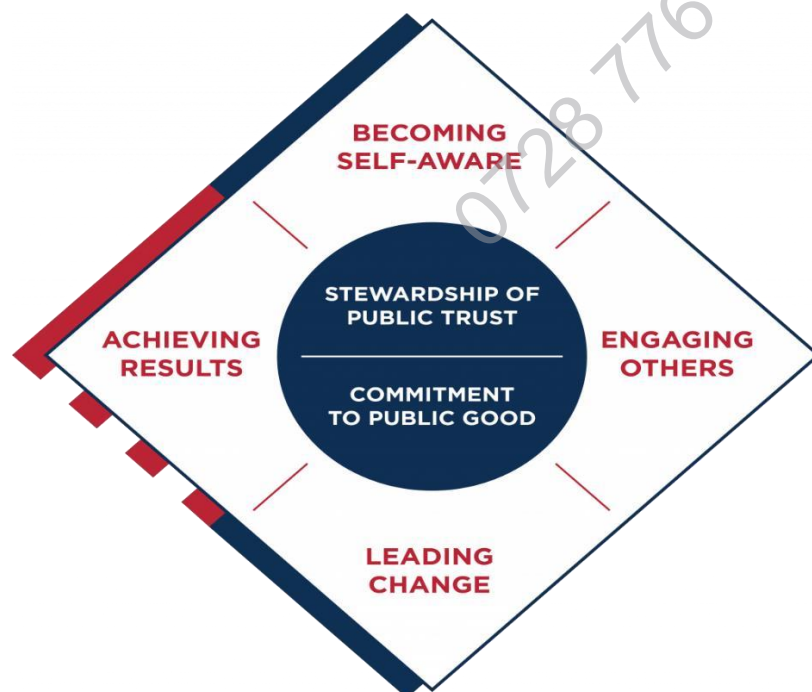 0728 776
BECOMING
SELF-AWARE
STEWARDSHIP OF
PUBLIC TRUST
ACHIEVING
RESULTS
ENGAGING
OTHERS
COMMITMENT
TO PUBLIC GOOD
LEADING
CHANGE